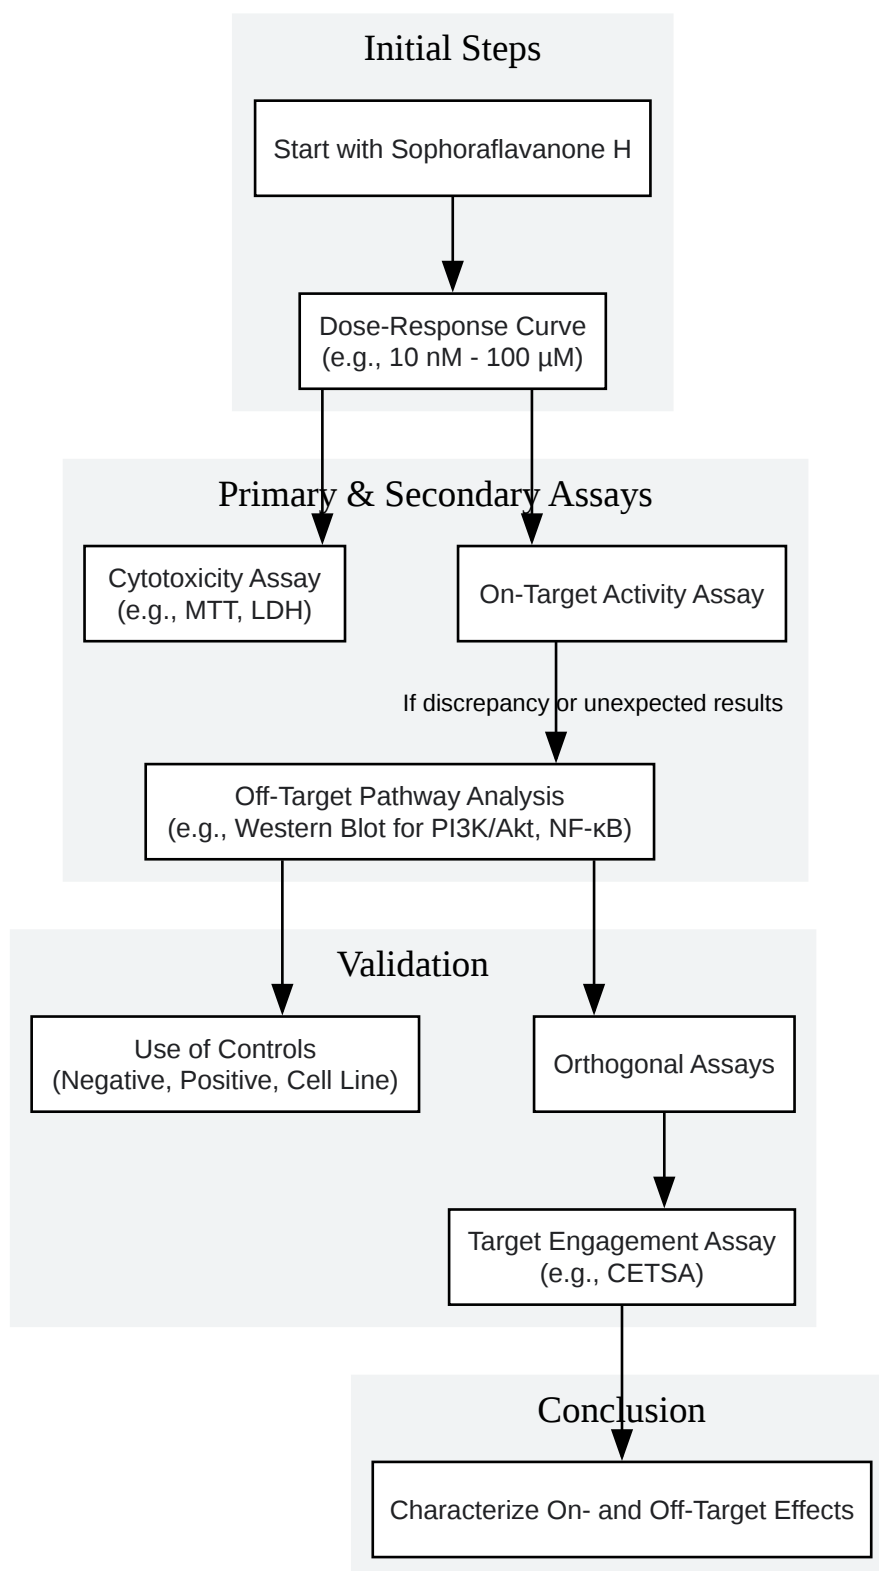 Initial Steps
Start with Sophoraflavanone H
Dose-Response Curve
(e.g., 10 nM - 100 µM)
Primary & Secondary Assays
Cytotoxicity Assay
(e.g., MTT, LDH)
On-Target Activity Assay
If discrepancy or unexpected results
Off-Target Pathway Analysis
(e.g., Western Blot for PI3K/Akt, NF-κB)
Validation
Use of Controls
(Negative, Positive, Cell Line)
Orthogonal Assays
Target Engagement Assay
(e.g., CETSA)
Conclusion
Characterize On- and Off-Target Effects